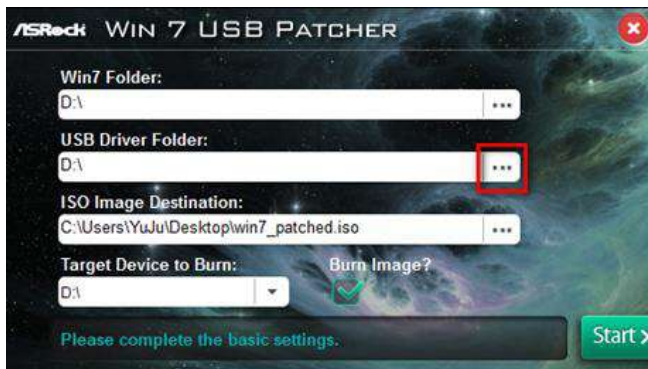 ASRock WIN 7 USB PATCHER
Win7 Folder:
D:\ ...
USB Driver Folder:
D:\ ...
ISO Image Destination:
C:\Users\YuJu\Desktop\win7_patched.iso ...
Target Device to Burn: Burn Image?
D:\
Please complete the basic settings. Start